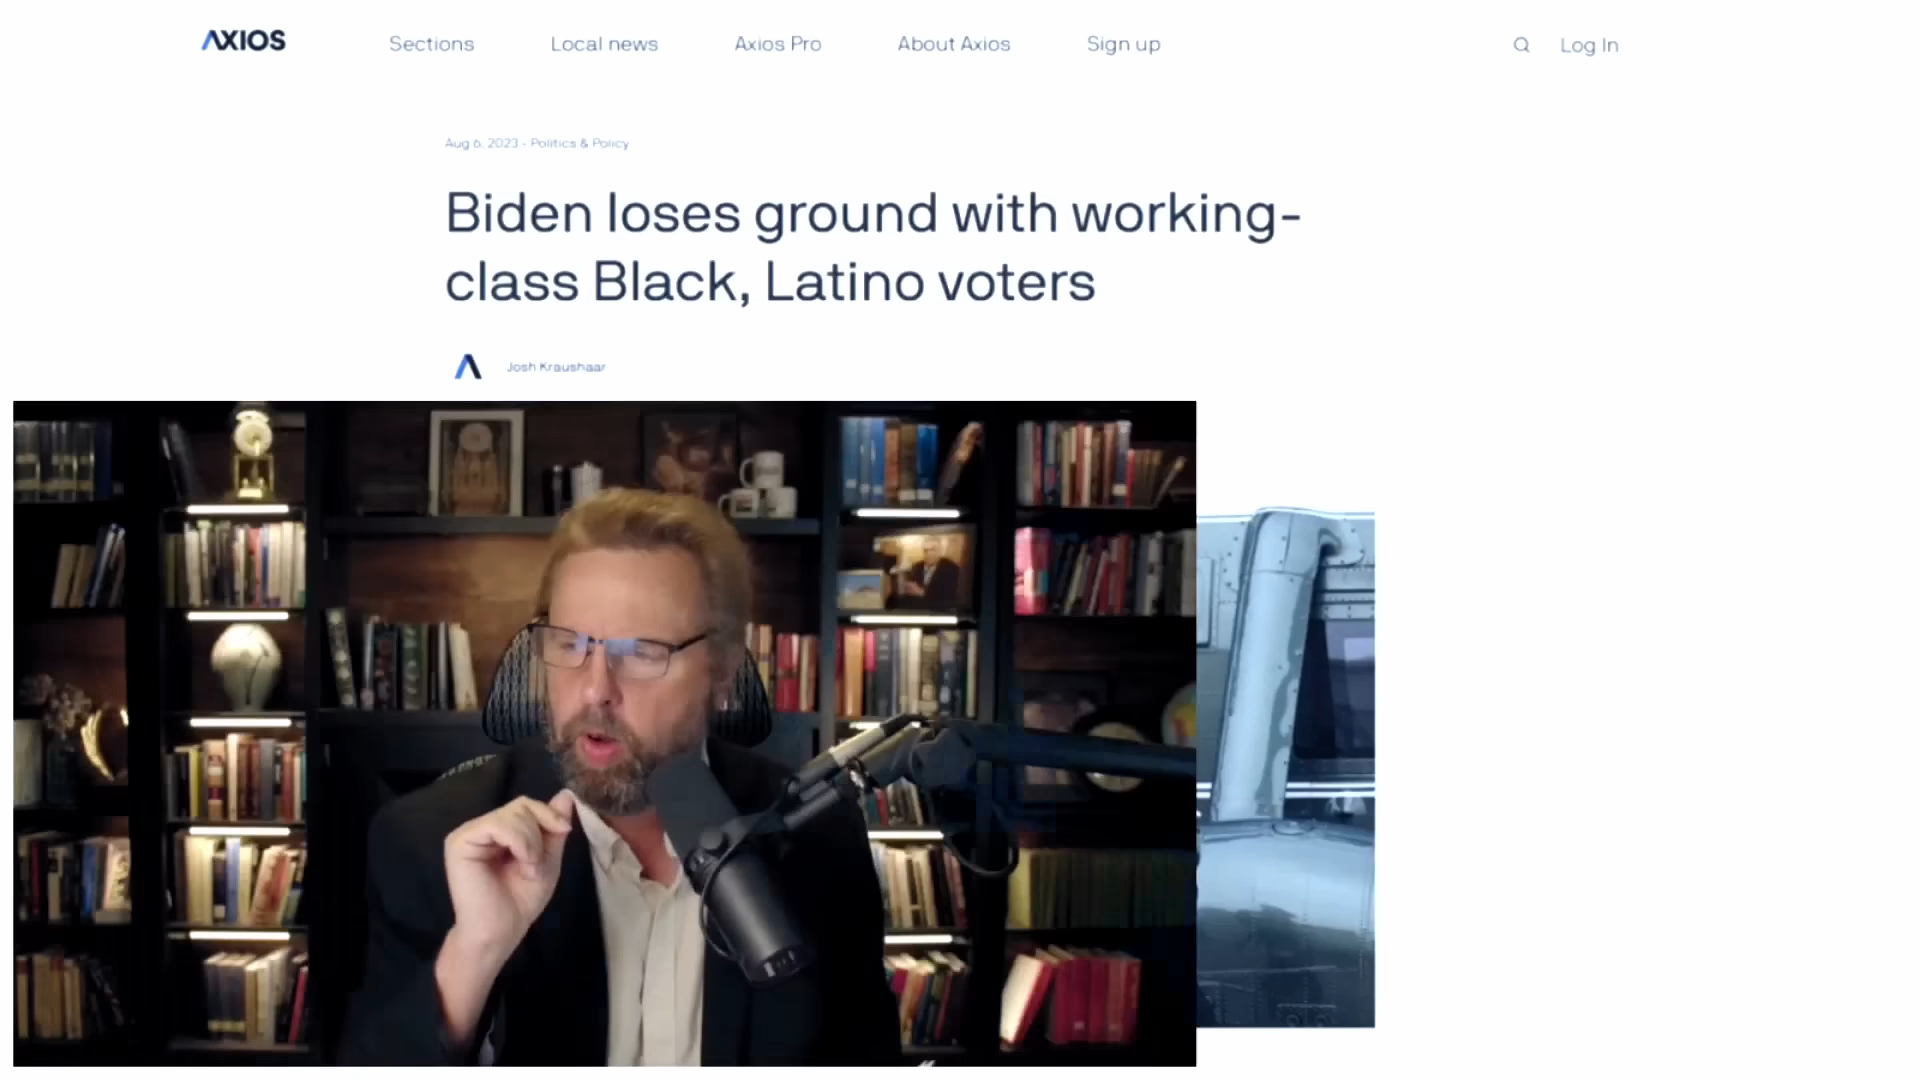 AXIOS
Sections
Local news
Axios Pro
About Axios
Sign up
Log In
Aug 6, 2023 - Politics & Policy
Biden loses ground with working-
class Black, Latino voters
Josh Kraushaar